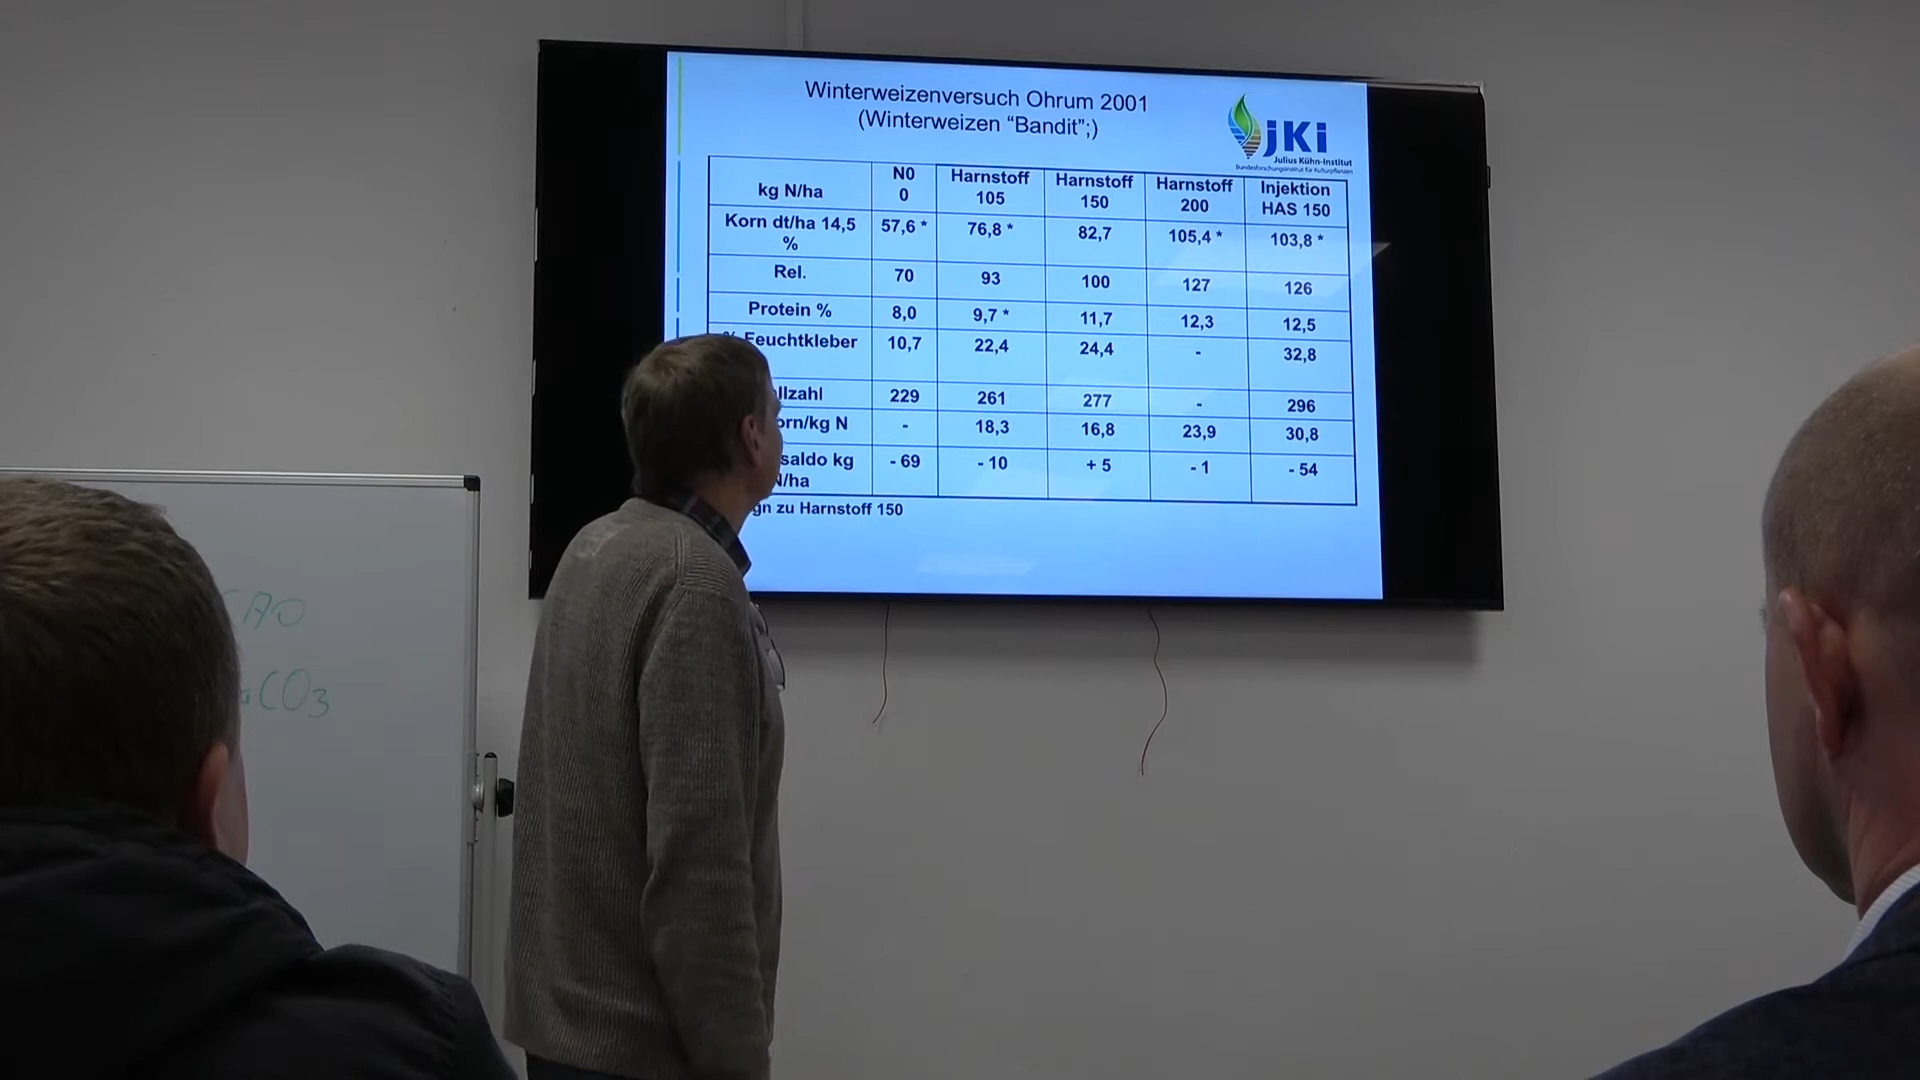 Winterweizenversuch Ohrum 2001
(Winterweizen “Bandit”;)
jKi
Julius Kühn-Institut
Bundesforschungsinstitut für Kulturpflanzen
kg N/ha N0 0 Harnstoff 105 Harnstoff 150 Harnstoff 200 Injektion HAS 150
Korn dt/ha 14,5 % 57,6 * 76,8 * 82,7 105,4 * 103,8 *
Rel. 70 93 100 127 126
Protein % 8,0 9,7 * 11,7 12,3 12,5
Feuchtkleber 10,7 22,4 24,4 - 32,8
llzahl 229 261 277 - 296
orn/kg N - 18,3 16,8 23,9 30,8
saldo kg N/ha - 69 - 10 + 5 - 1 - 54
gn zu Harnstoff 150
CO3